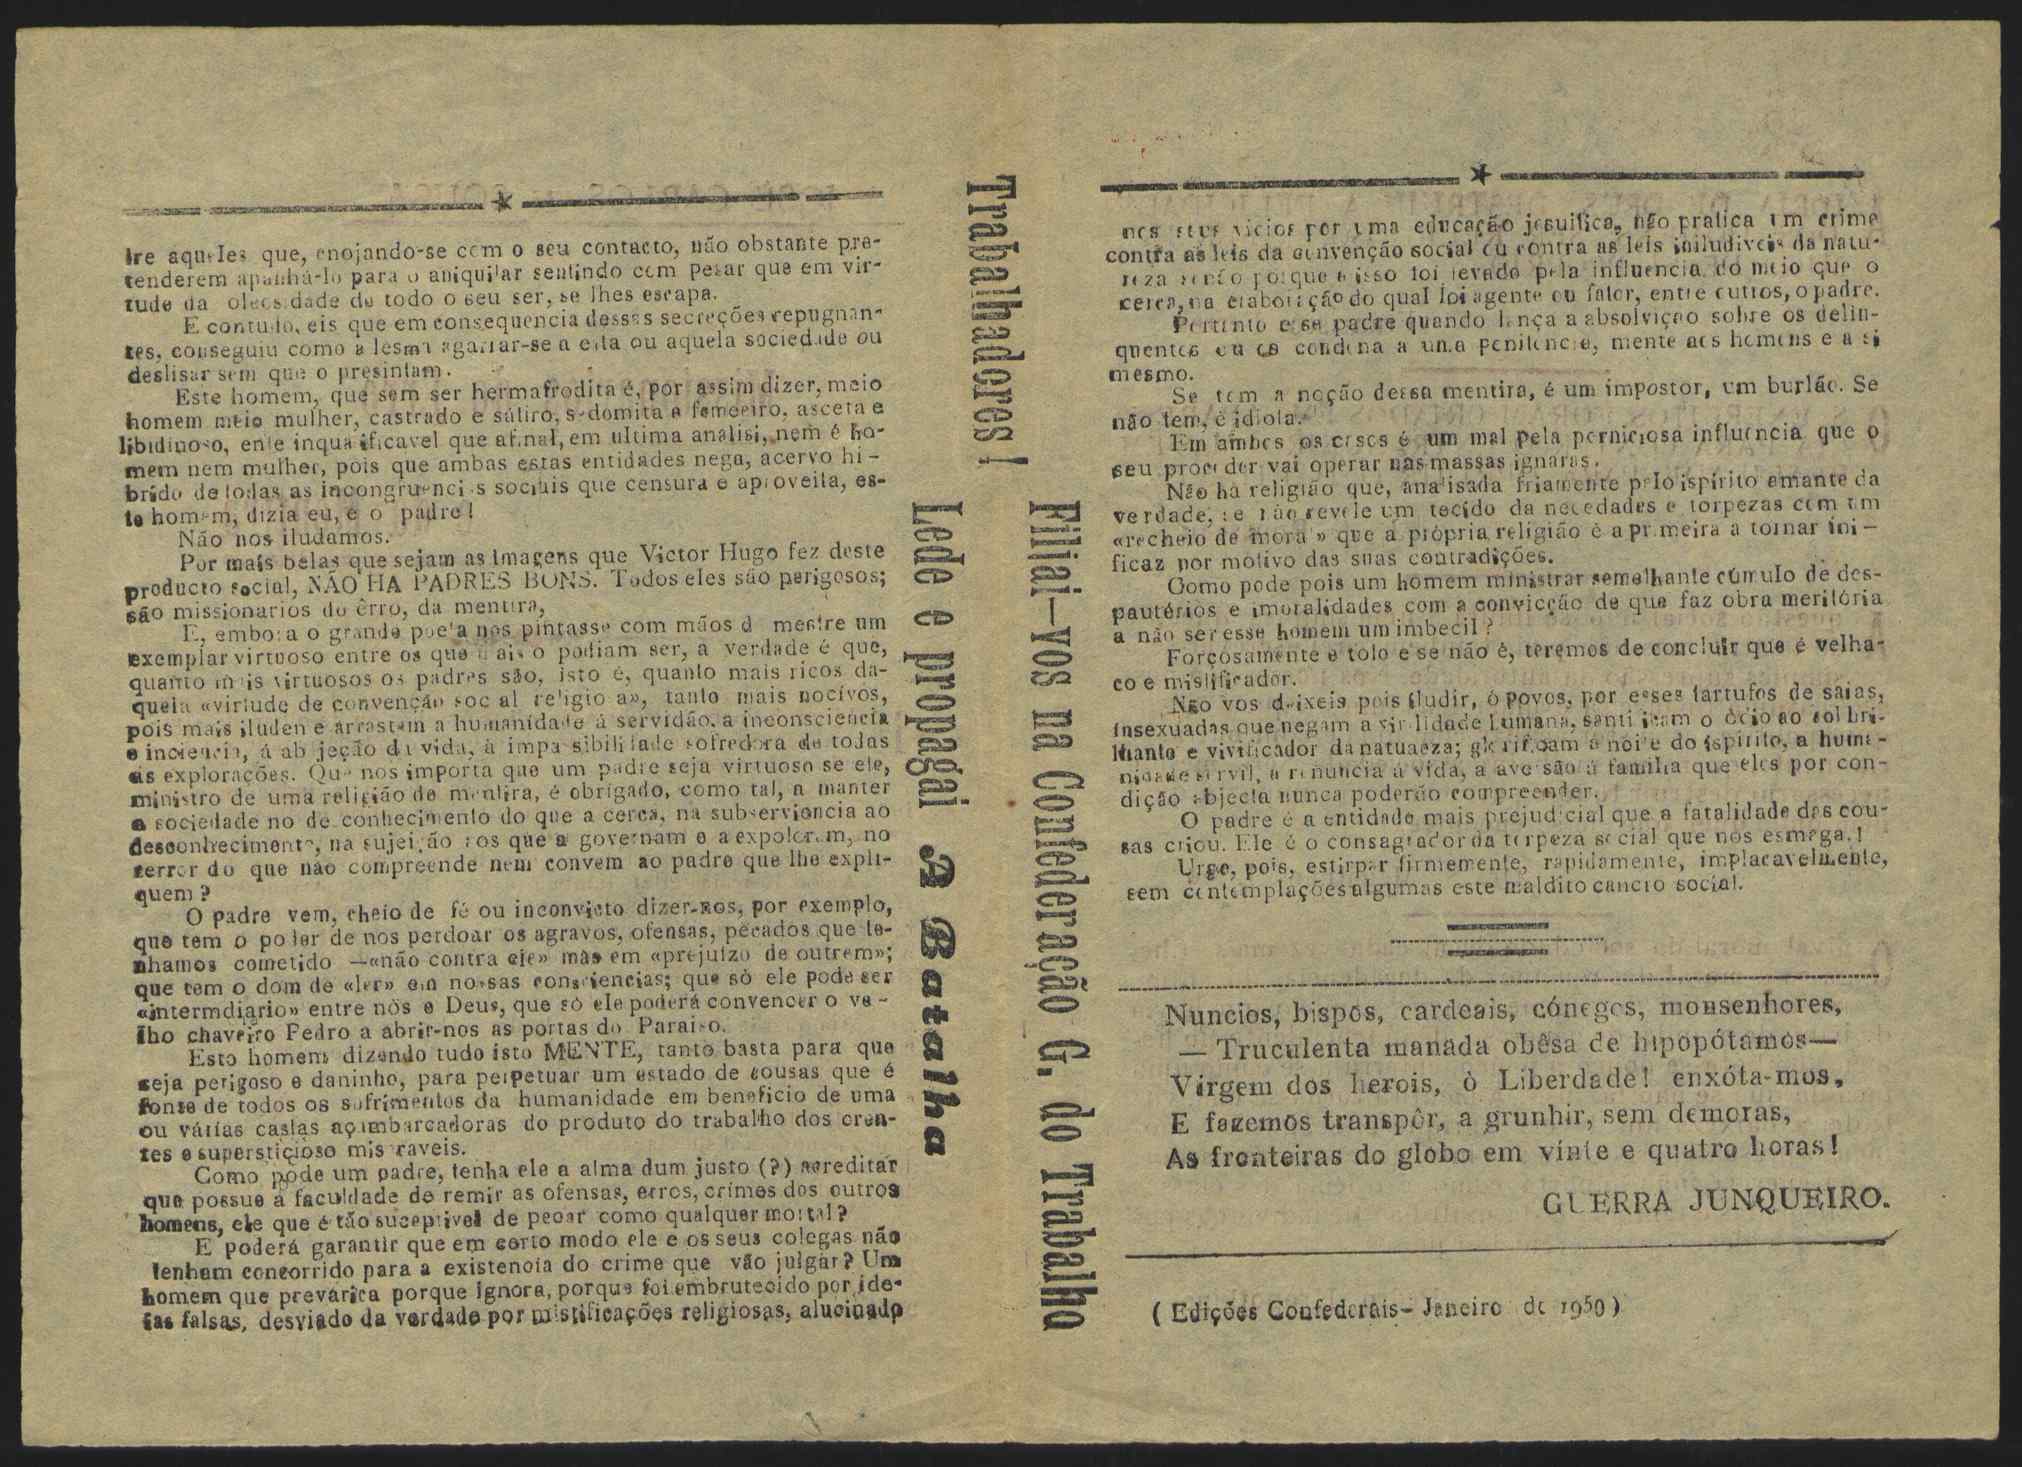 tre aqueles que, enojando-se com o seu contacto, não obstante pre-
tenderem apanhá-lo para o aniquilar sentindo com pesar que em vir-
tude da oleosidade de todo o seu ser, se lhes escapa.
E contudo, eis que em consequencia dessas secreções repugnan-
tes, conseguiu como a lesma agarrar-se a esta ou aquela sociedade ou
deslisar sem que o presintam.
Este homem, que sem ser hermafrodita é, por assim dizer, meio
homem meio mulher, castrado e sátiro, sodomita e femeeiro, asceta e
libidinoso, ente inqualificavel que afinal, em ultima analisi, nem é ho-
mem nem mulher, pois que ambas estas entidades nega, acervo hi-
brido de todas as incongruencias sociais que censura e aproveita, es-
te homem, dizia eu, é o padre!
Não nos iludamos.
Por mais belas que sejam as imagens que Victor Hugo fez deste
producto social, NÃO HA PADRES BONS. Todos eles são perigosos;
são missionarios do êrro, da mentira,
E, embora o grande poeta nos pintasse com mãos d mestre um
exemplar virtuoso entre os que mais o podiam ser, a verdade é que,
quanto mais virtuosos os padres são, isto é, quanto mais ricos da-
quela «virtude de convenção social religiosa», tanto mais nocivos,
pois mais iludem e arrastam a humanidade á servidão, a inconsciencia
e inciencia, á abjeção da vida, á impassibilidade sofredora de todas
as explorações. Que nos importa que um padre seja virtuoso se ele,
ministro de uma religião de mentira, é obrigado, como tal, a manter
a sociedade no desconhecimento do que a cerca, na subserviencia ao
desconhecimento, na sujeição aos que a governam e a expoloram, no
terror do que não compreende nem convem ao padre que lhe expli-
quem?
O padre vem, cheio de fé ou inconvicto dizer-nos, por exemplo,
que tem o poder de nos perdoar os agravos, ofensas, pecados que te-
nhamos cometido —«não contra ele» mas em «prejuizo de outrem»;
que tem o dom de «ler» em nossas consciencias; que só ele pode ser
«intermdiario» entre nós e Deus, que só ele poderá convencer o ve-
lho chaveiro Pedro a abrir-nos as portas do Paraiso.
Esto homem dizendo tudo isto MENTE, tanto basta para que
seja perigoso e daninho, para perpetuar um estado de cousas que é
fonte de todos os sofrimentos da humanidade em beneficio de uma
ou várias castas açambarcadoras do produto do trabalho dos cren-
tes e supersticioso miseraveis.
Como pode um padre, tenha ele a alma dum justo (?) acreditar
que possue a faculdade de remir as ofensas, erros, crimes dos outros
homens, ele que é tão suceptivel de pecar como qualquer mortal?
E poderá garantir que em certo modo ele e os seus colegas não
tenham concorrido para a existencia do crime que vão julgar? Um
homem que prevarica porque ignora, porque foi embrutecido por ide-
ias falsas, desviado da verdade por mistificações religiosas, alucinado
Trabalhadores!
Filiai-vos na Confederação G. do Trabalho
Lede e propagai A Batalha
nos seus vicios por uma educação jesuitica, não pratica um crime
contra as leis da convenção social ou contra as leis iniludiveis da natu-
reza senão porque a isso foi levado pela influencia do meio que o
cerca, na elaboração do qual foi agente ou fator, entre outros, o padre.
Portanto esse padre quando lança a absolviçao sobre os delin-
quentes ou os condena a uma penitencia, mente aos homens e a si
mesmo.
Se tem a noção dessa mentira, é um impostor, um burlão. Se
não tem, é idiota.
Em ambos os casos é um mal pela perniciosa influencia que o
seu proceder vai operar nas massas ignaras.
Não há religião que, analisada friamente pelo ispirito amante da
verdade, se não revele um tecido da necedades e torpezas com um
«recheio de moral» que a própria religião é a primeira a tornar ini-
ficaz por motivo das suas contradições.
Como pode pois um homem ministrar semelhante cúmulo de des-
pautérios e imoralidades com a convicção de que faz obra meritória
a não ser esse homem um imbecil?
Forçosamente e tolo e se não é, teremos de concluir que é velha-
co e mistificador.
Não vos deixeis pois iludir, ó povos, por esses tartufos de saias,
insexuadas que negam a virilidade humana, santificam o ócio ao sol bri-
lhante e vivificador da natuaeza; glorificam a noite do ispirito, a huma-
nidade servil, a renuncia á vida, a aversão á familia que eles por con-
dição abjecta nunca poderão compreender.
O padre é a entidade mais prejudicial que a fatalidade das cou-
sas criou. Ele é o consagrador da torpeza social que nos esmaga.!
Urge, pois, estirpar firmemente, rapidamente, implacavelmente,
sem contemplações algumas este maldito cancro social.
Nuncios, bispos, cardeais, cónegos, monsenhores,
— Truculenta manada obêsa de hipopótamos—
Virgem dos herois, ó Liberdade! enxóta-mos,
E fazemos transpôr, a grunhir, sem demoras,
As fronteiras do globo em vinte e quatro horas!
GUERRA JUNQUEIRO.
(Edições Confederais- Janeiro de 1950)